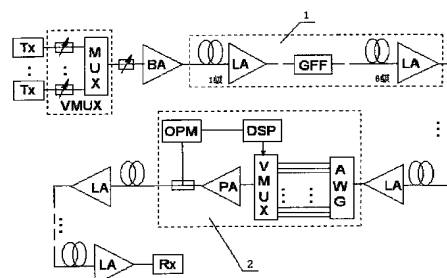 1
Tx
Tx
MUX
VMUX
BA
1级
LA
GFF
6级
LA
OPM
DSP
LA
PA
VMUX
AWG
LA
LA
Rx
2